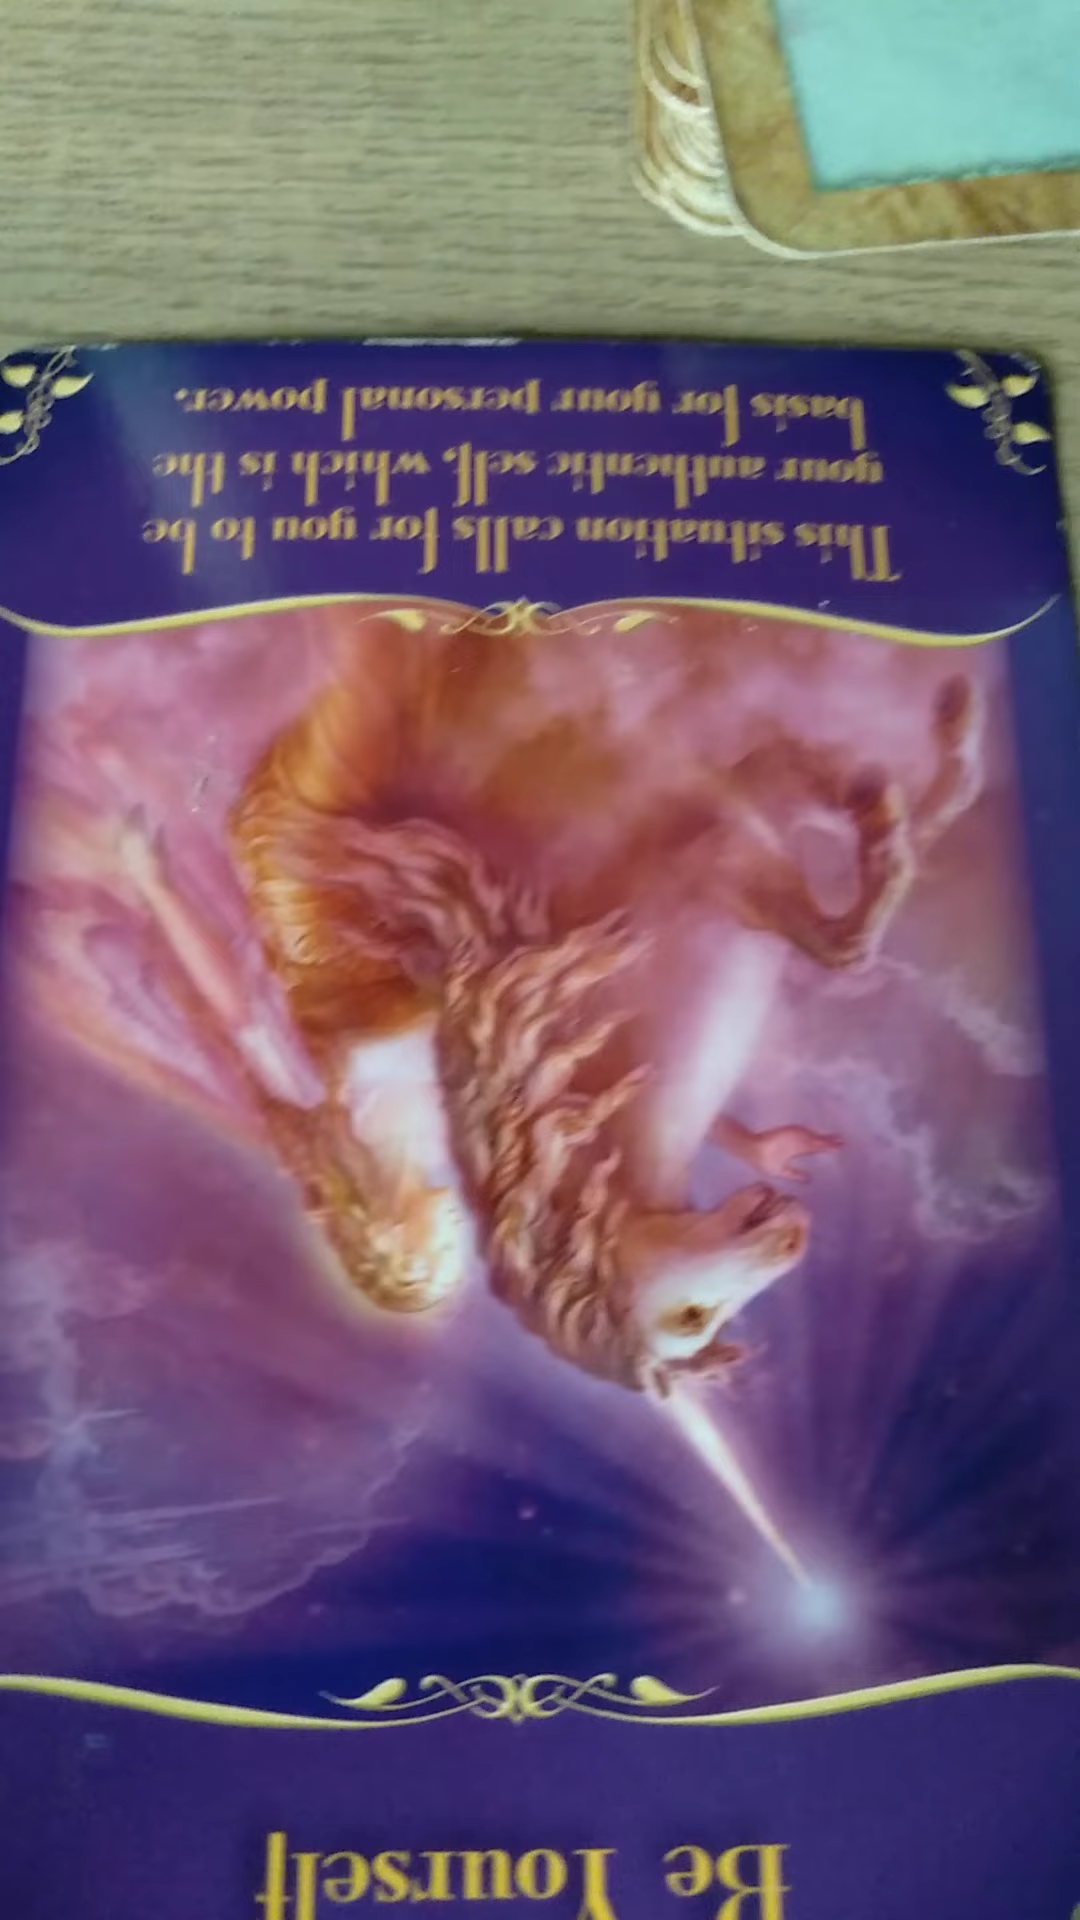 Be Yourself
This situation calls for you to be
your authentic self, which is the
basis for your personal power.